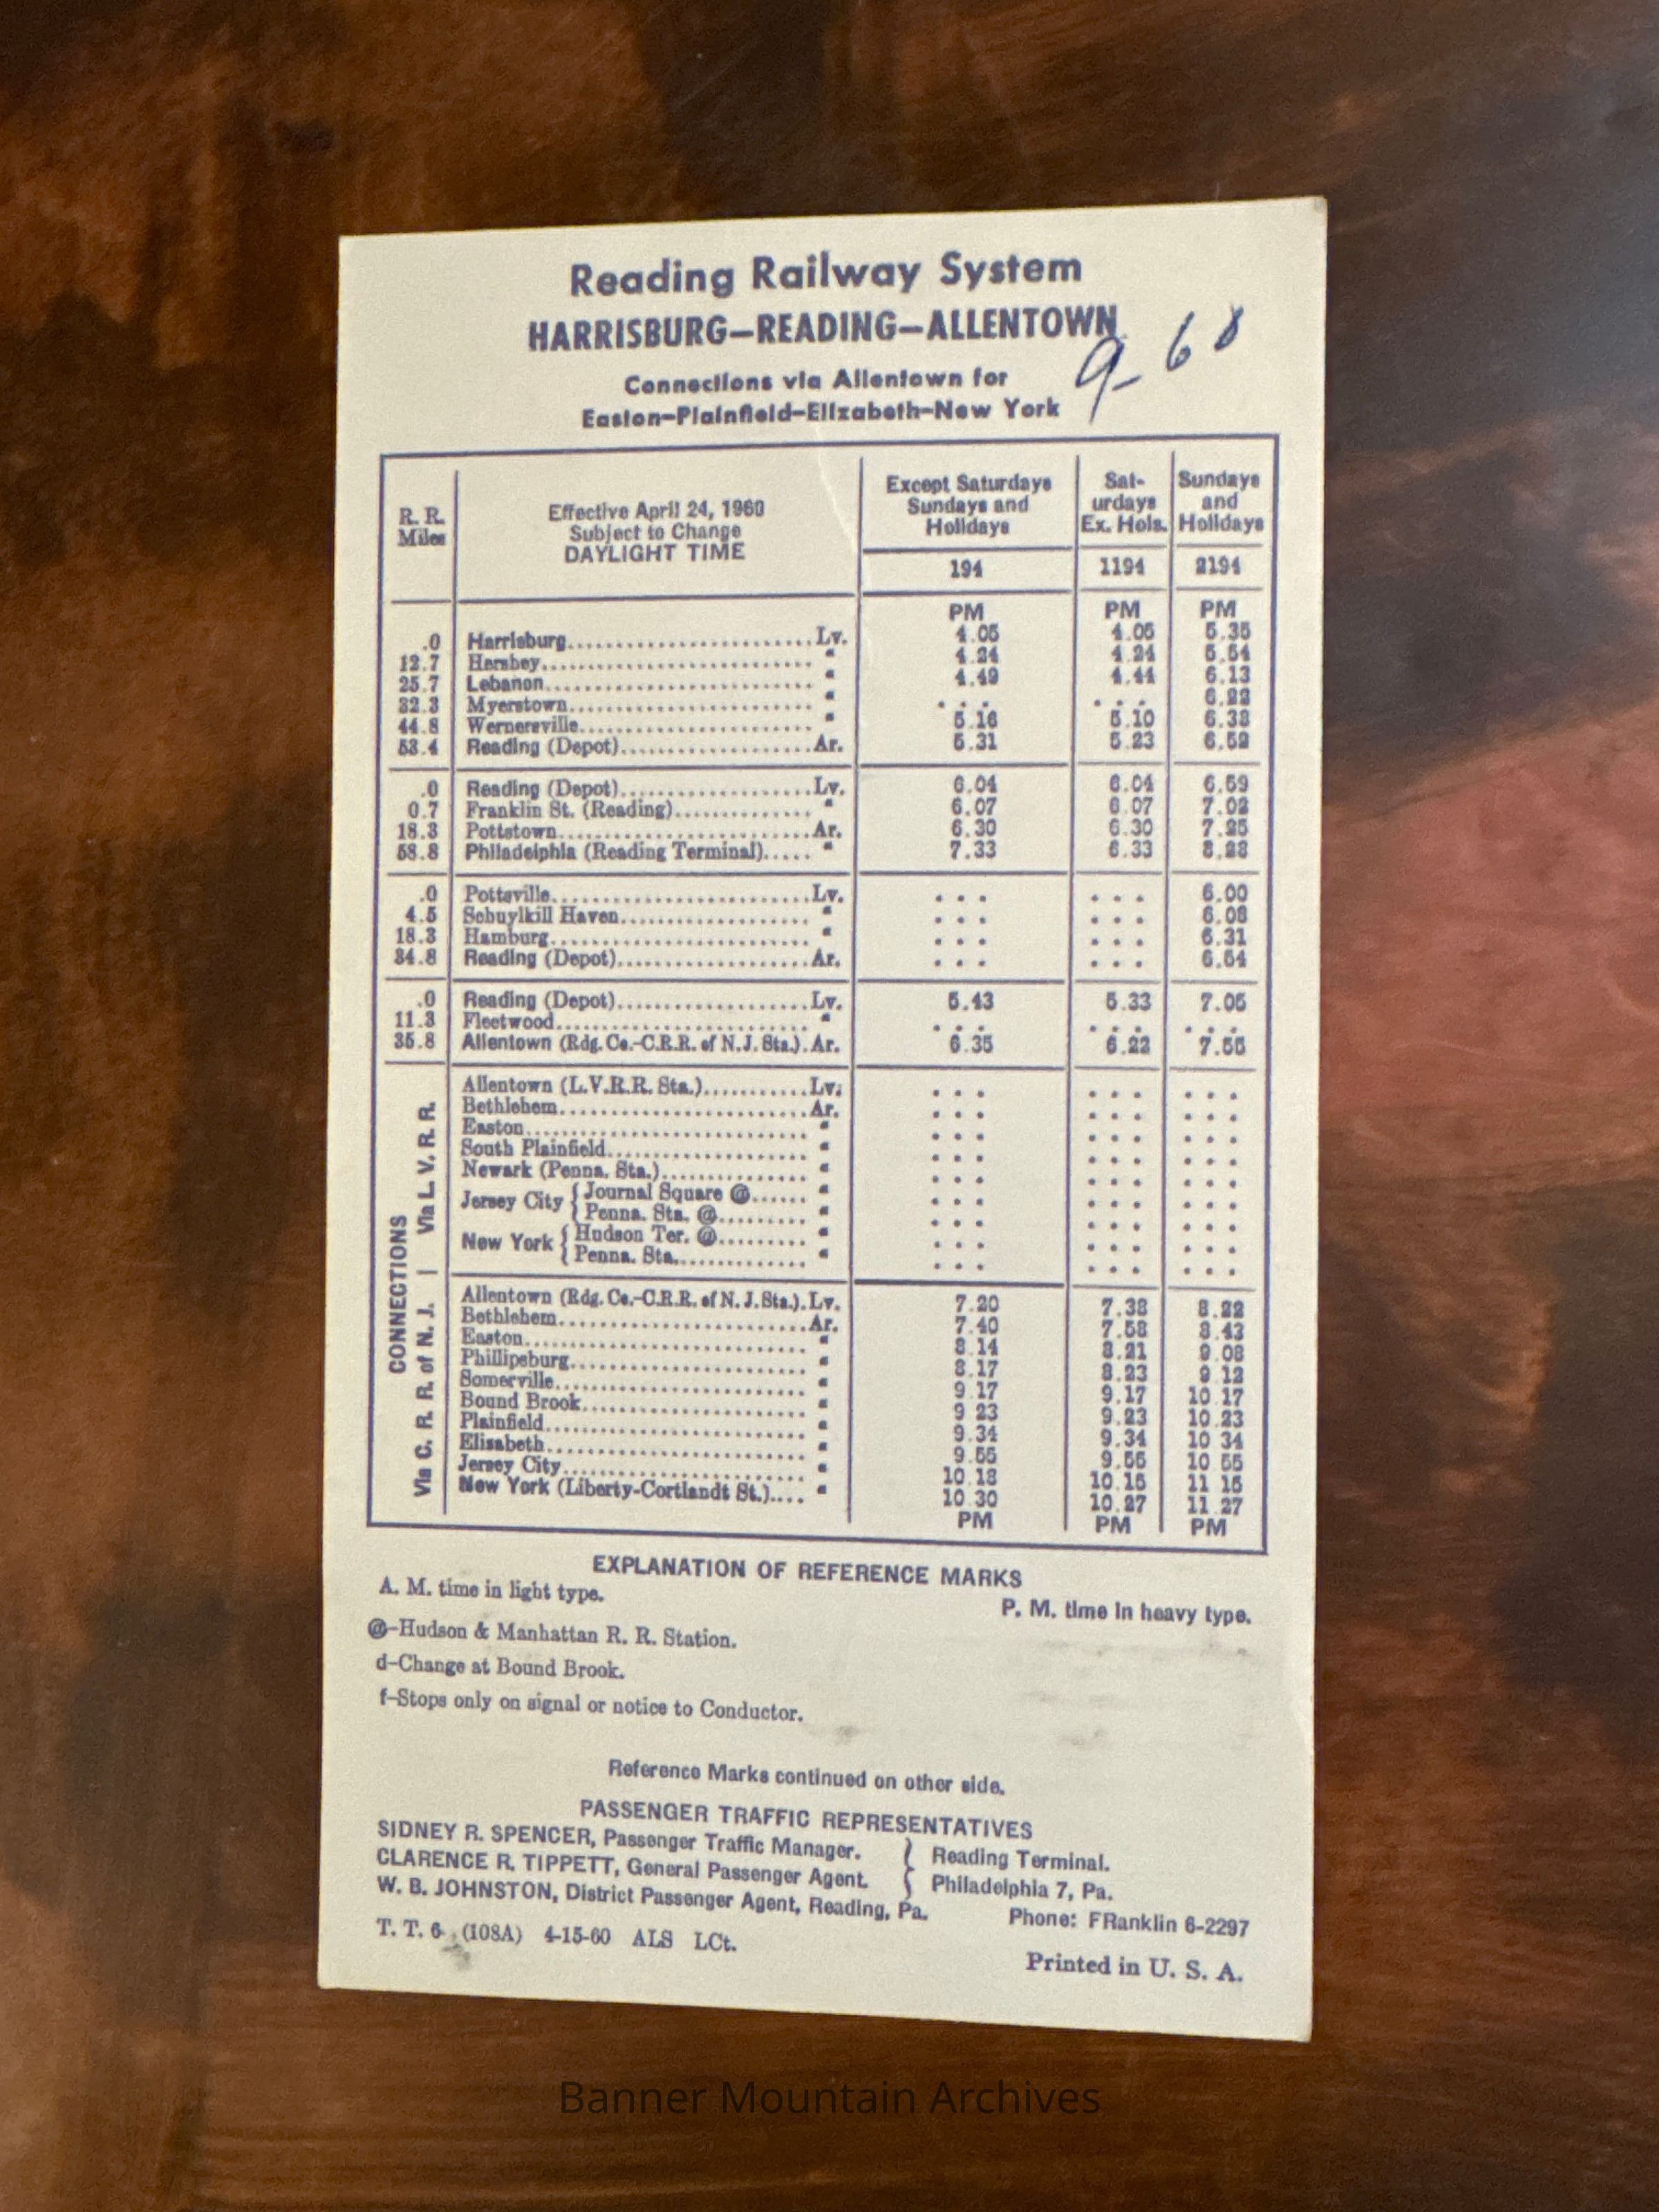 Reading Railway System
HARRISBURG–READING–ALLENTOWN
9-60
Connections via Allentown for
Easton–Plainfield–Elizabeth–New York
R. R. Miles Effective April 24, 1960 Subject to Change DAYLIGHT TIME Except Saturdays Sundays and Holidays Sat-urdays Ex. Hols. Sundays and Holidays
194 1194 2194
PM PM PM
.0 Harrisburg Lv. 4.05 4.05 5.35
12.7 Hershey " 4.24 4.24 5.54
25.7 Lebanon " 4.49 4.44 6.13
32.3 Myerstown " . . . . . . 6.22
44.8 Wernersville " 5.16 5.10 6.38
53.4 Reading (Depot) Ar. 5.31 5.23 6.52
.0 Reading (Depot) Lv. 6.04 6.04 6.59
0.7 Franklin St. (Reading) " 6.07 6.07 7.02
18.3 Pottstown Ar. 6.30 6.30 7.25
58.8 Philadelphia (Reading Terminal) " 7.33 6.33 8.28
.0 Pottsville Lv. . . . . . . 6.00
4.5 Schuylkill Haven " . . . . . . 6.08
18.3 Hamburg " . . . . . . 6.31
34.8 Reading (Depot) Ar. . . . . . . 6.54
.0 Reading (Depot) Lv. 5.43 5.33 7.05
11.3 Fleetwood " . . . . . . . . .
35.8 Allentown (Rdg. Co.-C.R.R. of N.J. Sta.) Ar. 6.35 6.22 7.55
CONNECTIONS
Via L. V. R. R.
Allentown (L.V.R.R. Sta.) Lv. . . . . . . . . .
Bethlehem Ar. . . . . . . . . .
Easton " . . . . . . . . .
South Plainfield " . . . . . . . . .
Newark (Penna. Sta.) " . . . . . . . . .
Jersey City { Journal Square @ " . . . . . . . . .
{ Penna. Sta. @ " . . . . . . . . .
New York { Hudson Ter. @ " . . . . . . . . .
{ Penna. Sta. " . . . . . . . . .
Via C. R. R. of N. J.
Allentown (Rdg. Co.-C.R.R. of N.J. Sta.) Lv. 7.20 7.38 8.22
Bethlehem Ar. 7.40 7.58 8.43
Easton " 8.14 8.21 9.08
Phillipsburg " 8.17 8.23 9.12
Somerville " 9.17 9.17 10.17
Bound Brook " 9.23 9.23 10.23
Plainfield " 9.34 9.34 10.34
Elizabeth " 9.55 9.55 10.55
Jersey City " 10.18 10.15 11.15
New York (Liberty-Cortlandt St.) " 10.30 10.27 11.27
PM PM PM
EXPLANATION OF REFERENCE MARKS
A. M. time in light type. P. M. time in heavy type.
@–Hudson & Manhattan R. R. Station.
d–Change at Bound Brook.
f–Stops only on signal or notice to Conductor.
Reference Marks continued on other side.
PASSENGER TRAFFIC REPRESENTATIVES
SIDNEY R. SPENCER, Passenger Traffic Manager. } Reading Terminal.
CLARENCE R. TIPPETT, General Passenger Agent. } Philadelphia 7, Pa.
W. B. JOHNSTON, District Passenger Agent, Reading, Pa.
Phone: FRanklin 6-2297
T. T. 6 (108A) 4-15-60 ALS LCt.
Printed in U. S. A.
Banner Mountain Archives